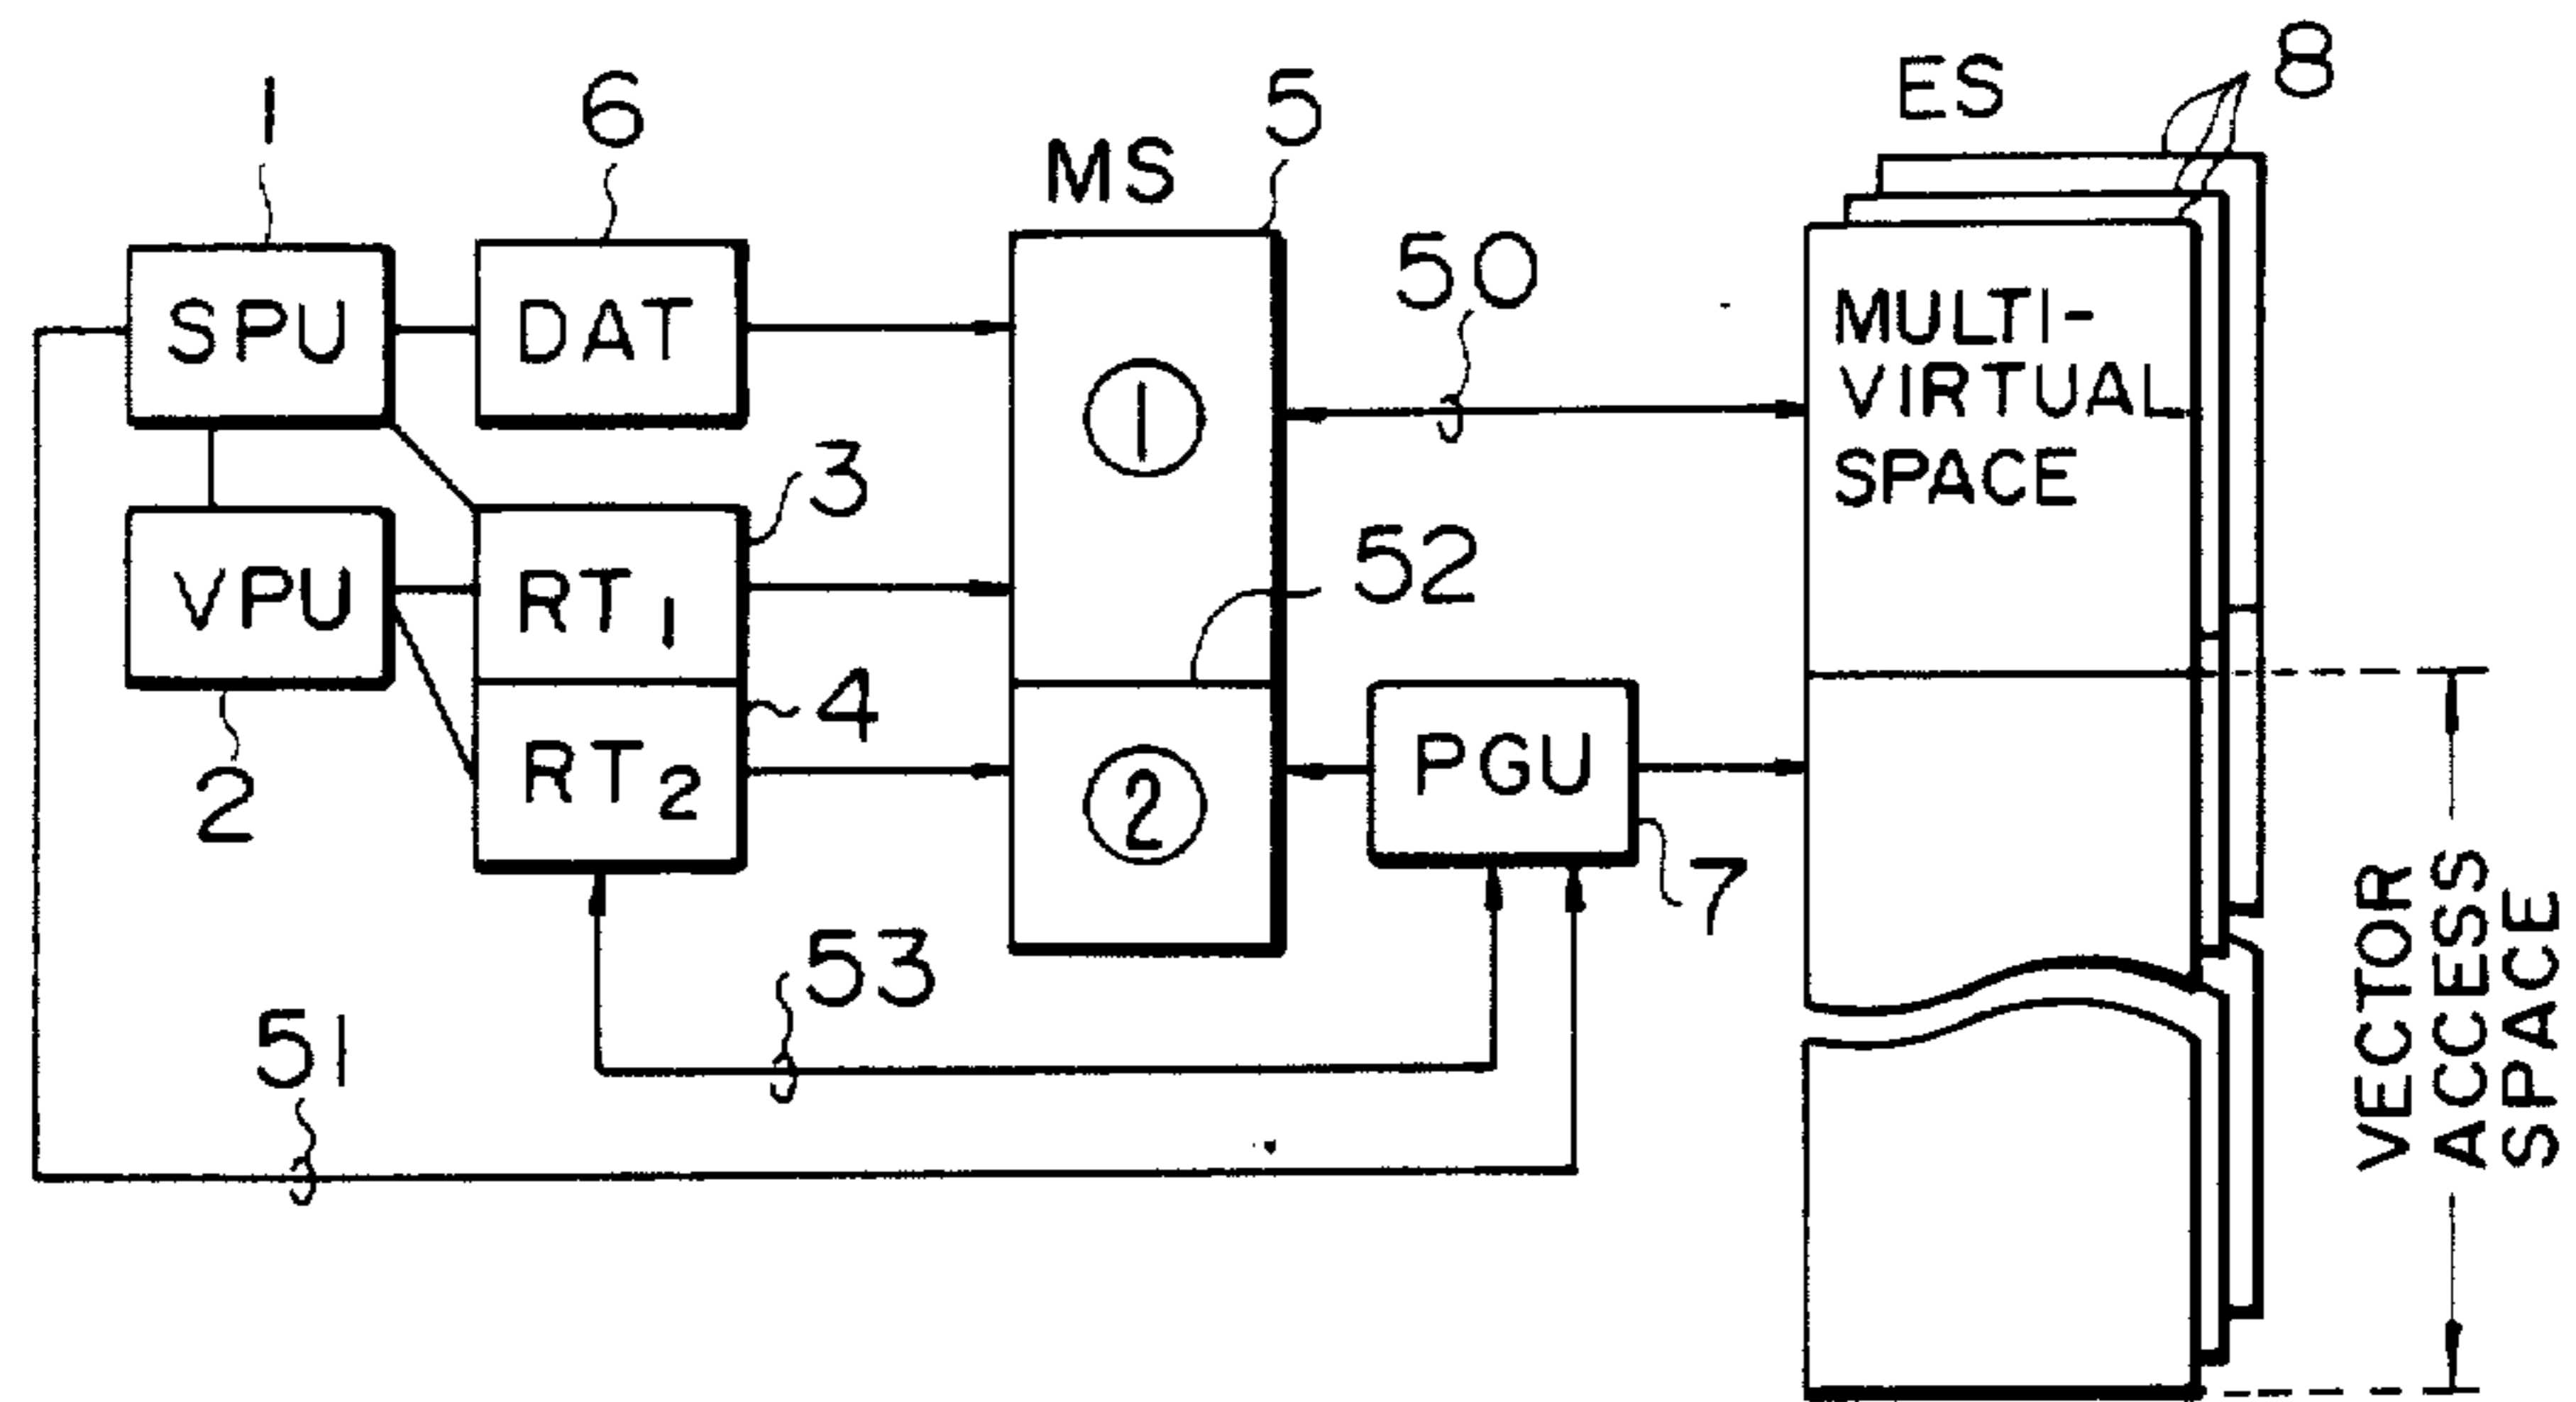 1
6
MS
5
ES
8
SPU
DAT
①
50
MULTI-
VIRTUAL
SPACE
3
52
VPU
RT1
4
RT2
2
②
PGU
7
53
51
VECTOR
ACCESS
SPACE